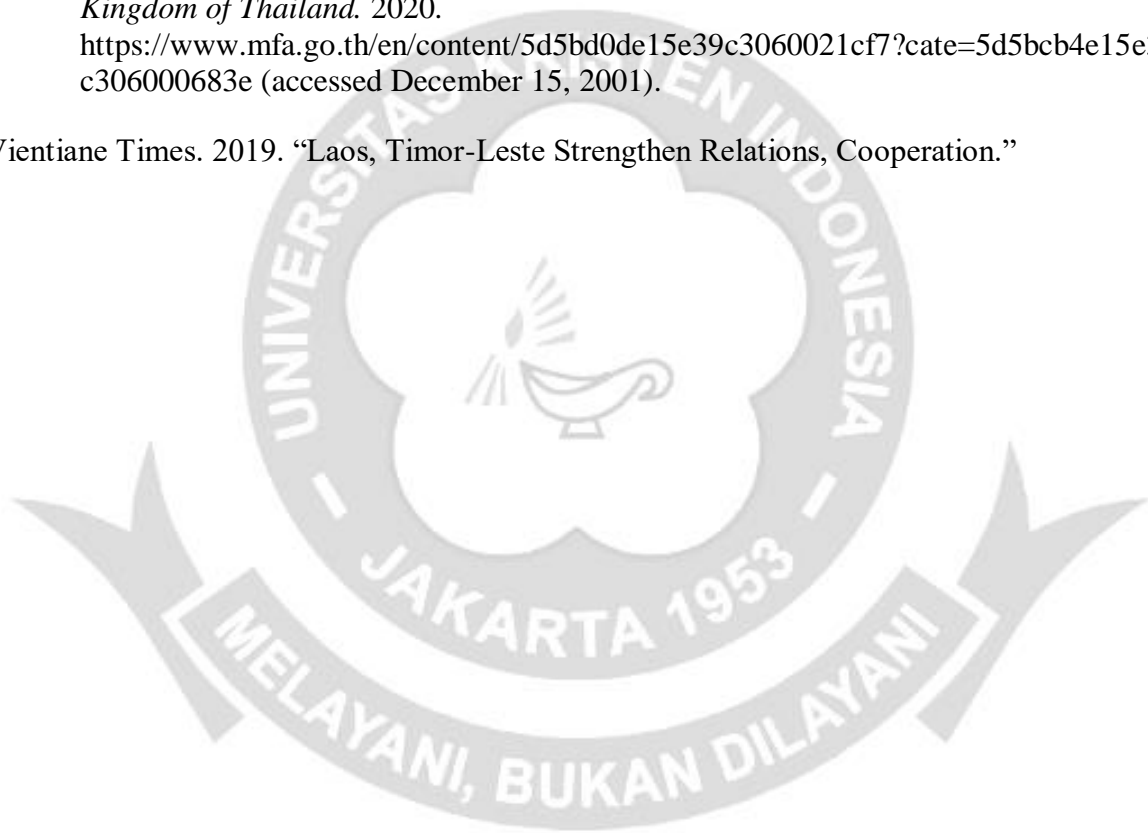 Kingdom of Thailand. 2020.
https://www.mfa.go.th/en/content/5d5bd0de15e39c3060021cf7?cate=5d5bcb4e15e
c306000683e (accessed December 15, 2001).
Vientiane Times. 2019. “Laos, Timor-Leste Strengthen Relations, Cooperation.”
UNIVERSITAS KRISTEN INDONESIA
JAKARTA 1953
MELAYANI, BUKAN DILAYANI